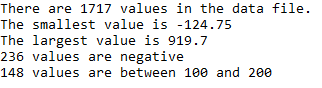 There are 1717 values in the data file.
The smallest value is -124.75
The largest value is 919.7
236 values are negative
148 values are between 100 and 200